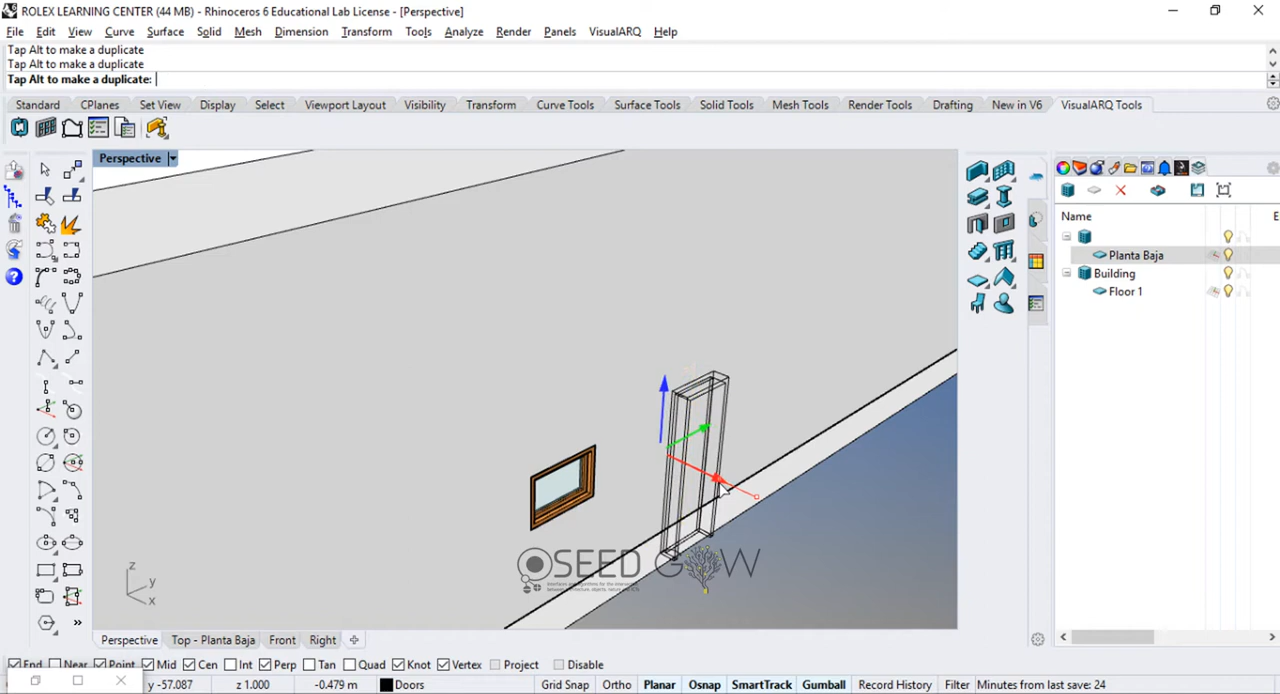 ROLEX LEARNING CENTER (44 MB) - Rhinoceros 6 Educational Lab License - [Perspective]
File Edit View Curve Surface Solid Mesh Dimension Transform Tools Analyze Render Panels VisualARQ Help
Tap Alt to make a duplicate
Tap Alt to make a duplicate
Tap Alt to make a duplicate:
Standard CPlanes Set View Display Select Viewport Layout Visibility Transform Curve Tools Surface Tools Solid Tools Mesh Tools Render Tools Drafting New in V6 VisualARQ Tools
Perspective
Name E
Planta Baja
Building
Floor 1
SEED GOW
z
y
x
Perspective Top - Planta Baja Front Right
End Near Point Mid Cen Int Perp Tan Quad Knot Vertex Project Disable
y -57.087 z 1.000 -0.479 m Doors Grid Snap Ortho Planar Osnap SmartTrack Gumball Record History Filter Minutes from last save: 24